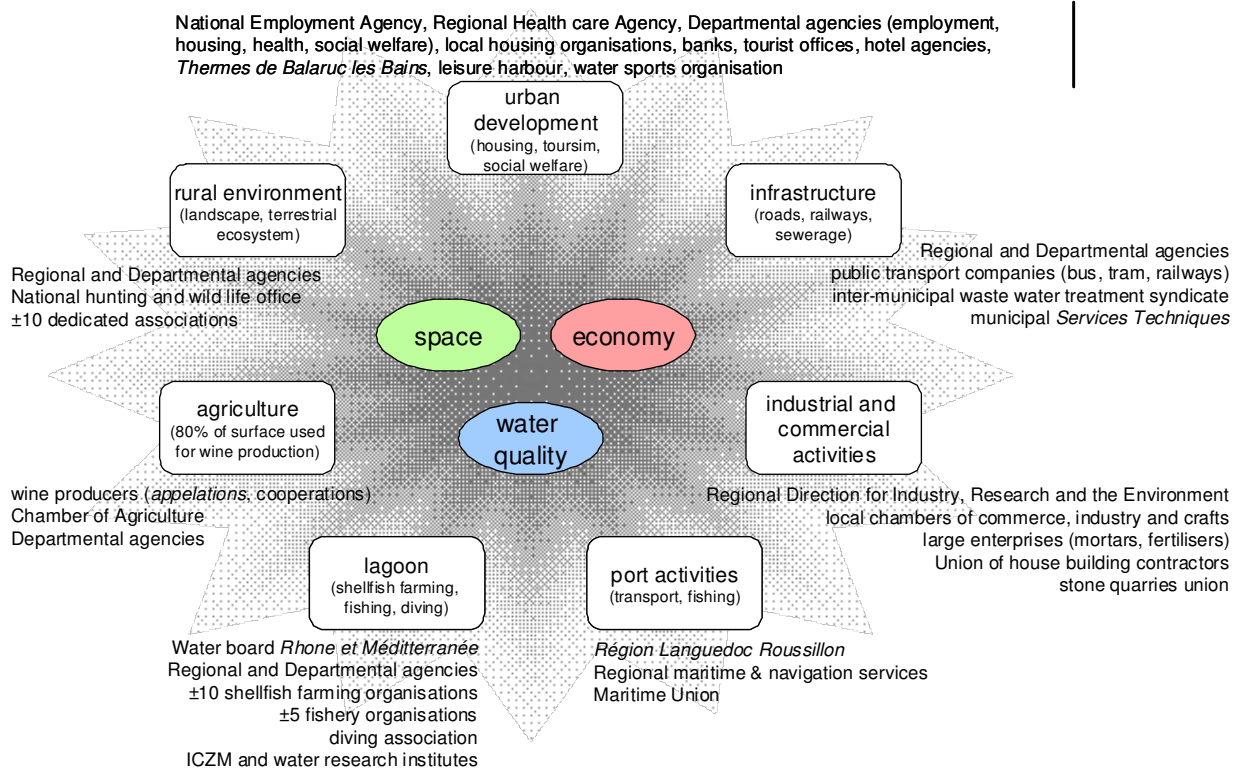 National Employment Agency, Regional Health care Agency, Departmental agencies (employment,
housing, health, social welfare), local housing organisations, banks, tourist offices, hotel agencies,
Thermes de Balaruc les Bains, leisure harbour, water sports organisation
urban
development
(housing, toursim,
social welfare)
rural environment
(landscape, terrestrial
ecosystem)
infrastructure
(roads, railways,
sewerage)
Regional and Departmental agencies
National hunting and wild life office
±10 dedicated associations
Regional and Departmental agencies
public transport companies (bus, tram, railways)
inter-municipal waste water treatment syndicate
municipal Services Techniques
space
economy
water
quality
agriculture
(80% of surface used
for wine production)
industrial and
commercial
activities
wine producers (appelations, cooperations)
Chamber of Agriculture
Departmental agencies
Regional Direction for Industry, Research and the Environment
local chambers of commerce, industry and crafts
large enterprises (mortars, fertilisers)
Union of house building contractors
stone quarries union
lagoon
(shellfish farming,
fishing, diving)
port activities
(transport, fishing)
Water board Rhone et Méditerranée
Regional and Departmental agencies
±10 shellfish farming organisations
±5 fishery organisations
diving association
ICZM and water research institutes
Région Languedoc Roussillon
Regional maritime & navigation services
Maritime Union